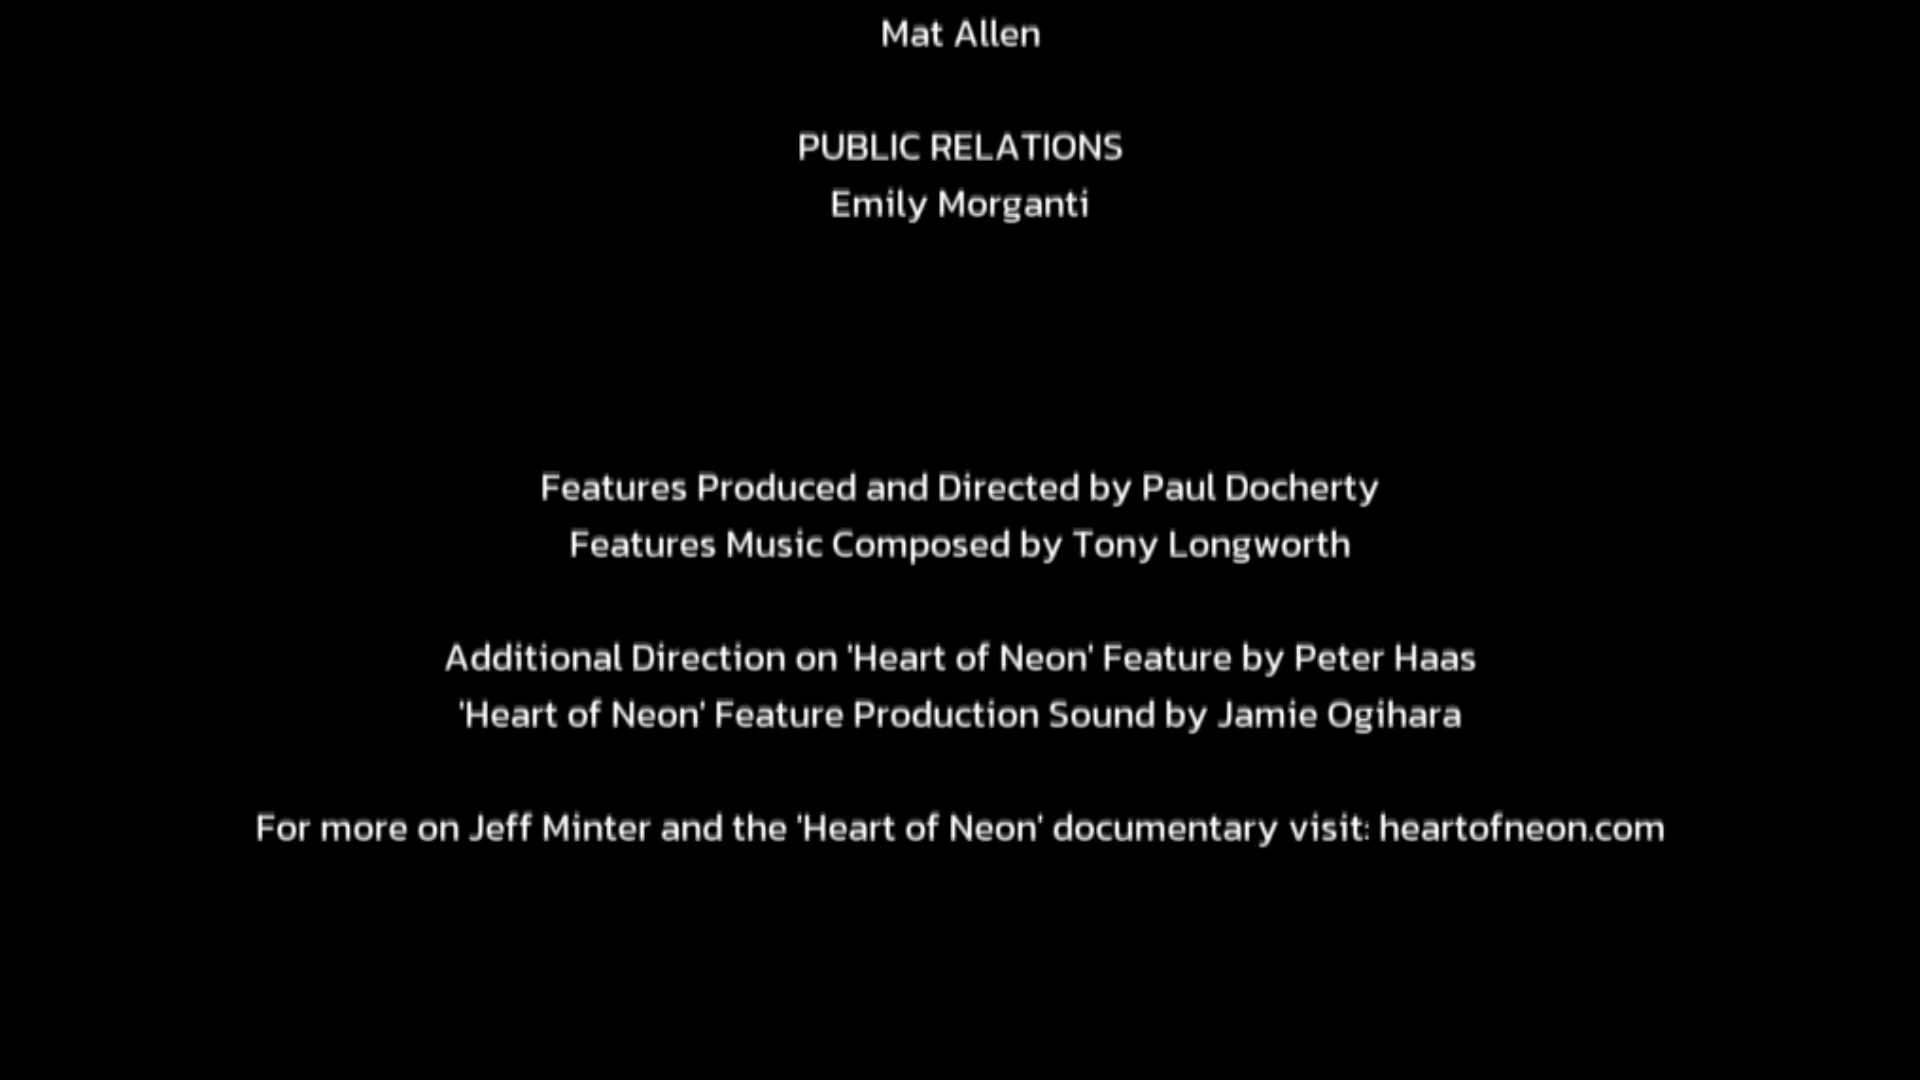 Mat Allen
PUBLIC RELATIONS
Emily Morganti
Features Produced and Directed by Paul Docherty
Features Music Composed by Tony Longworth
Additional Direction on 'Heart of Neon' Feature by Peter Haas
'Heart of Neon' Feature Production Sound by Jamie Ogihara
For more on Jeff Minter and the 'Heart of Neon' documentary visit: heartofneon.com